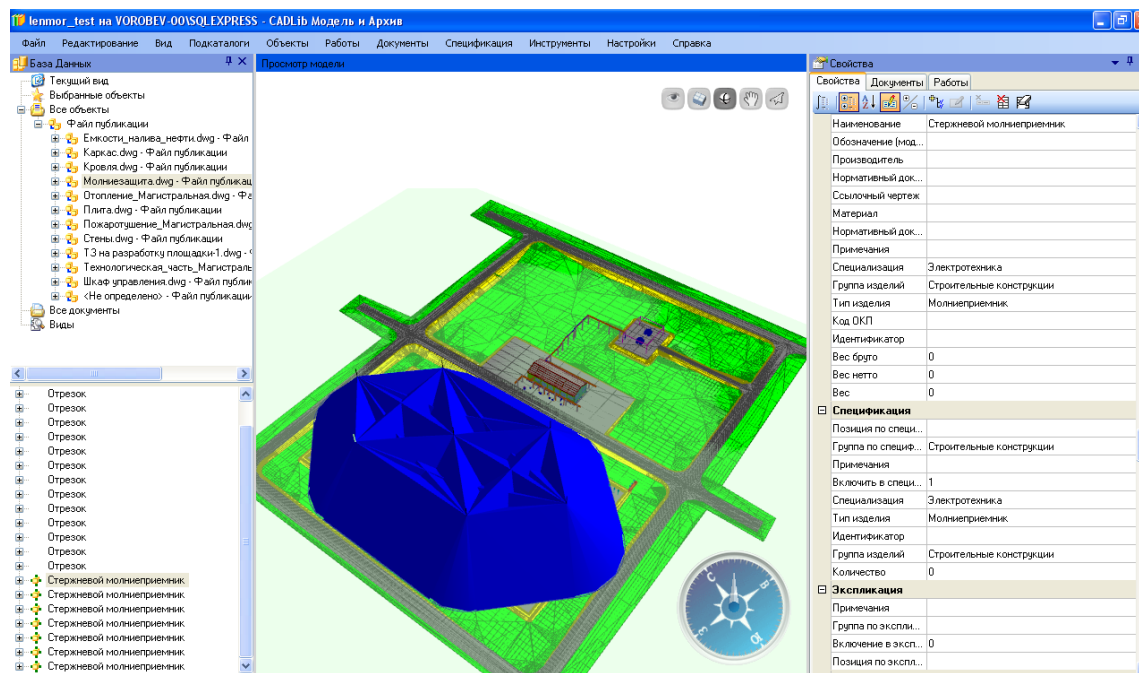 lenmor_test на VOROBEV-00\SQLEXPRESS - CADLib Модель и Архив
Файл Редактирование Вид Подкаталоги Объекты Работы Документы Спецификация Инструменты Настройки Справка
База Данных
Текущий вид
Выбранные объекты
Все объекты
Файл публикации
Емкости_налива_нефти.dwg - Файл
Каркас.dwg - Файл публикации
Кровля.dwg - Файл публикации
Молниезащита.dwg - Файл публикац
Отопление_Магистральная.dwg - Фа
Плита.dwg - Файл публикации
Пожаротушение_Магистральная.dwg
Стены.dwg - Файл публикации
ТЗ на разработку площадки-1.dwg -
Технологическая_часть_Магистраль
Шкаф управления.dwg - Файл публик
<Не определено> - Файл публикации
Все документы
Виды
Отрезок
Отрезок
Отрезок
Отрезок
Отрезок
Отрезок
Отрезок
Отрезок
Отрезок
Отрезок
Отрезок
Отрезок
Отрезок
Стержневой молниеприемник
Стержневой молниеприемник
Стержневой молниеприемник
Стержневой молниеприемник
Стержневой молниеприемник
Стержневой молниеприемник
Стержневой молниеприемник
Просмотр модели
С
В
Ю
З
Свойства
Свойства Документы Работы
Наименование Стержневой молниеприемник
Обозначение (мод...
Производитель
Нормативный док...
Ссылочный чертеж
Материал
Нормативный док...
Примечания
Специализация Электротехника
Группа изделий Строительные конструкции
Тип изделия Молниеприемник
Код ОКП
Идентификатор
Вес бруто 0
Вес нетто 0
Вес 0
Спецификация
Позиция по специ...
Группа по специф... Строительные конструкции
Примечания
Включить в специ... 1
Специализация Электротехника
Тип изделия Молниеприемник
Идентификатор
Группа изделий Строительные конструкции
Количество 0
Экспликация
Примечания
Группа по экспли...
Включение в эксп... 0
Позиция по экспл...